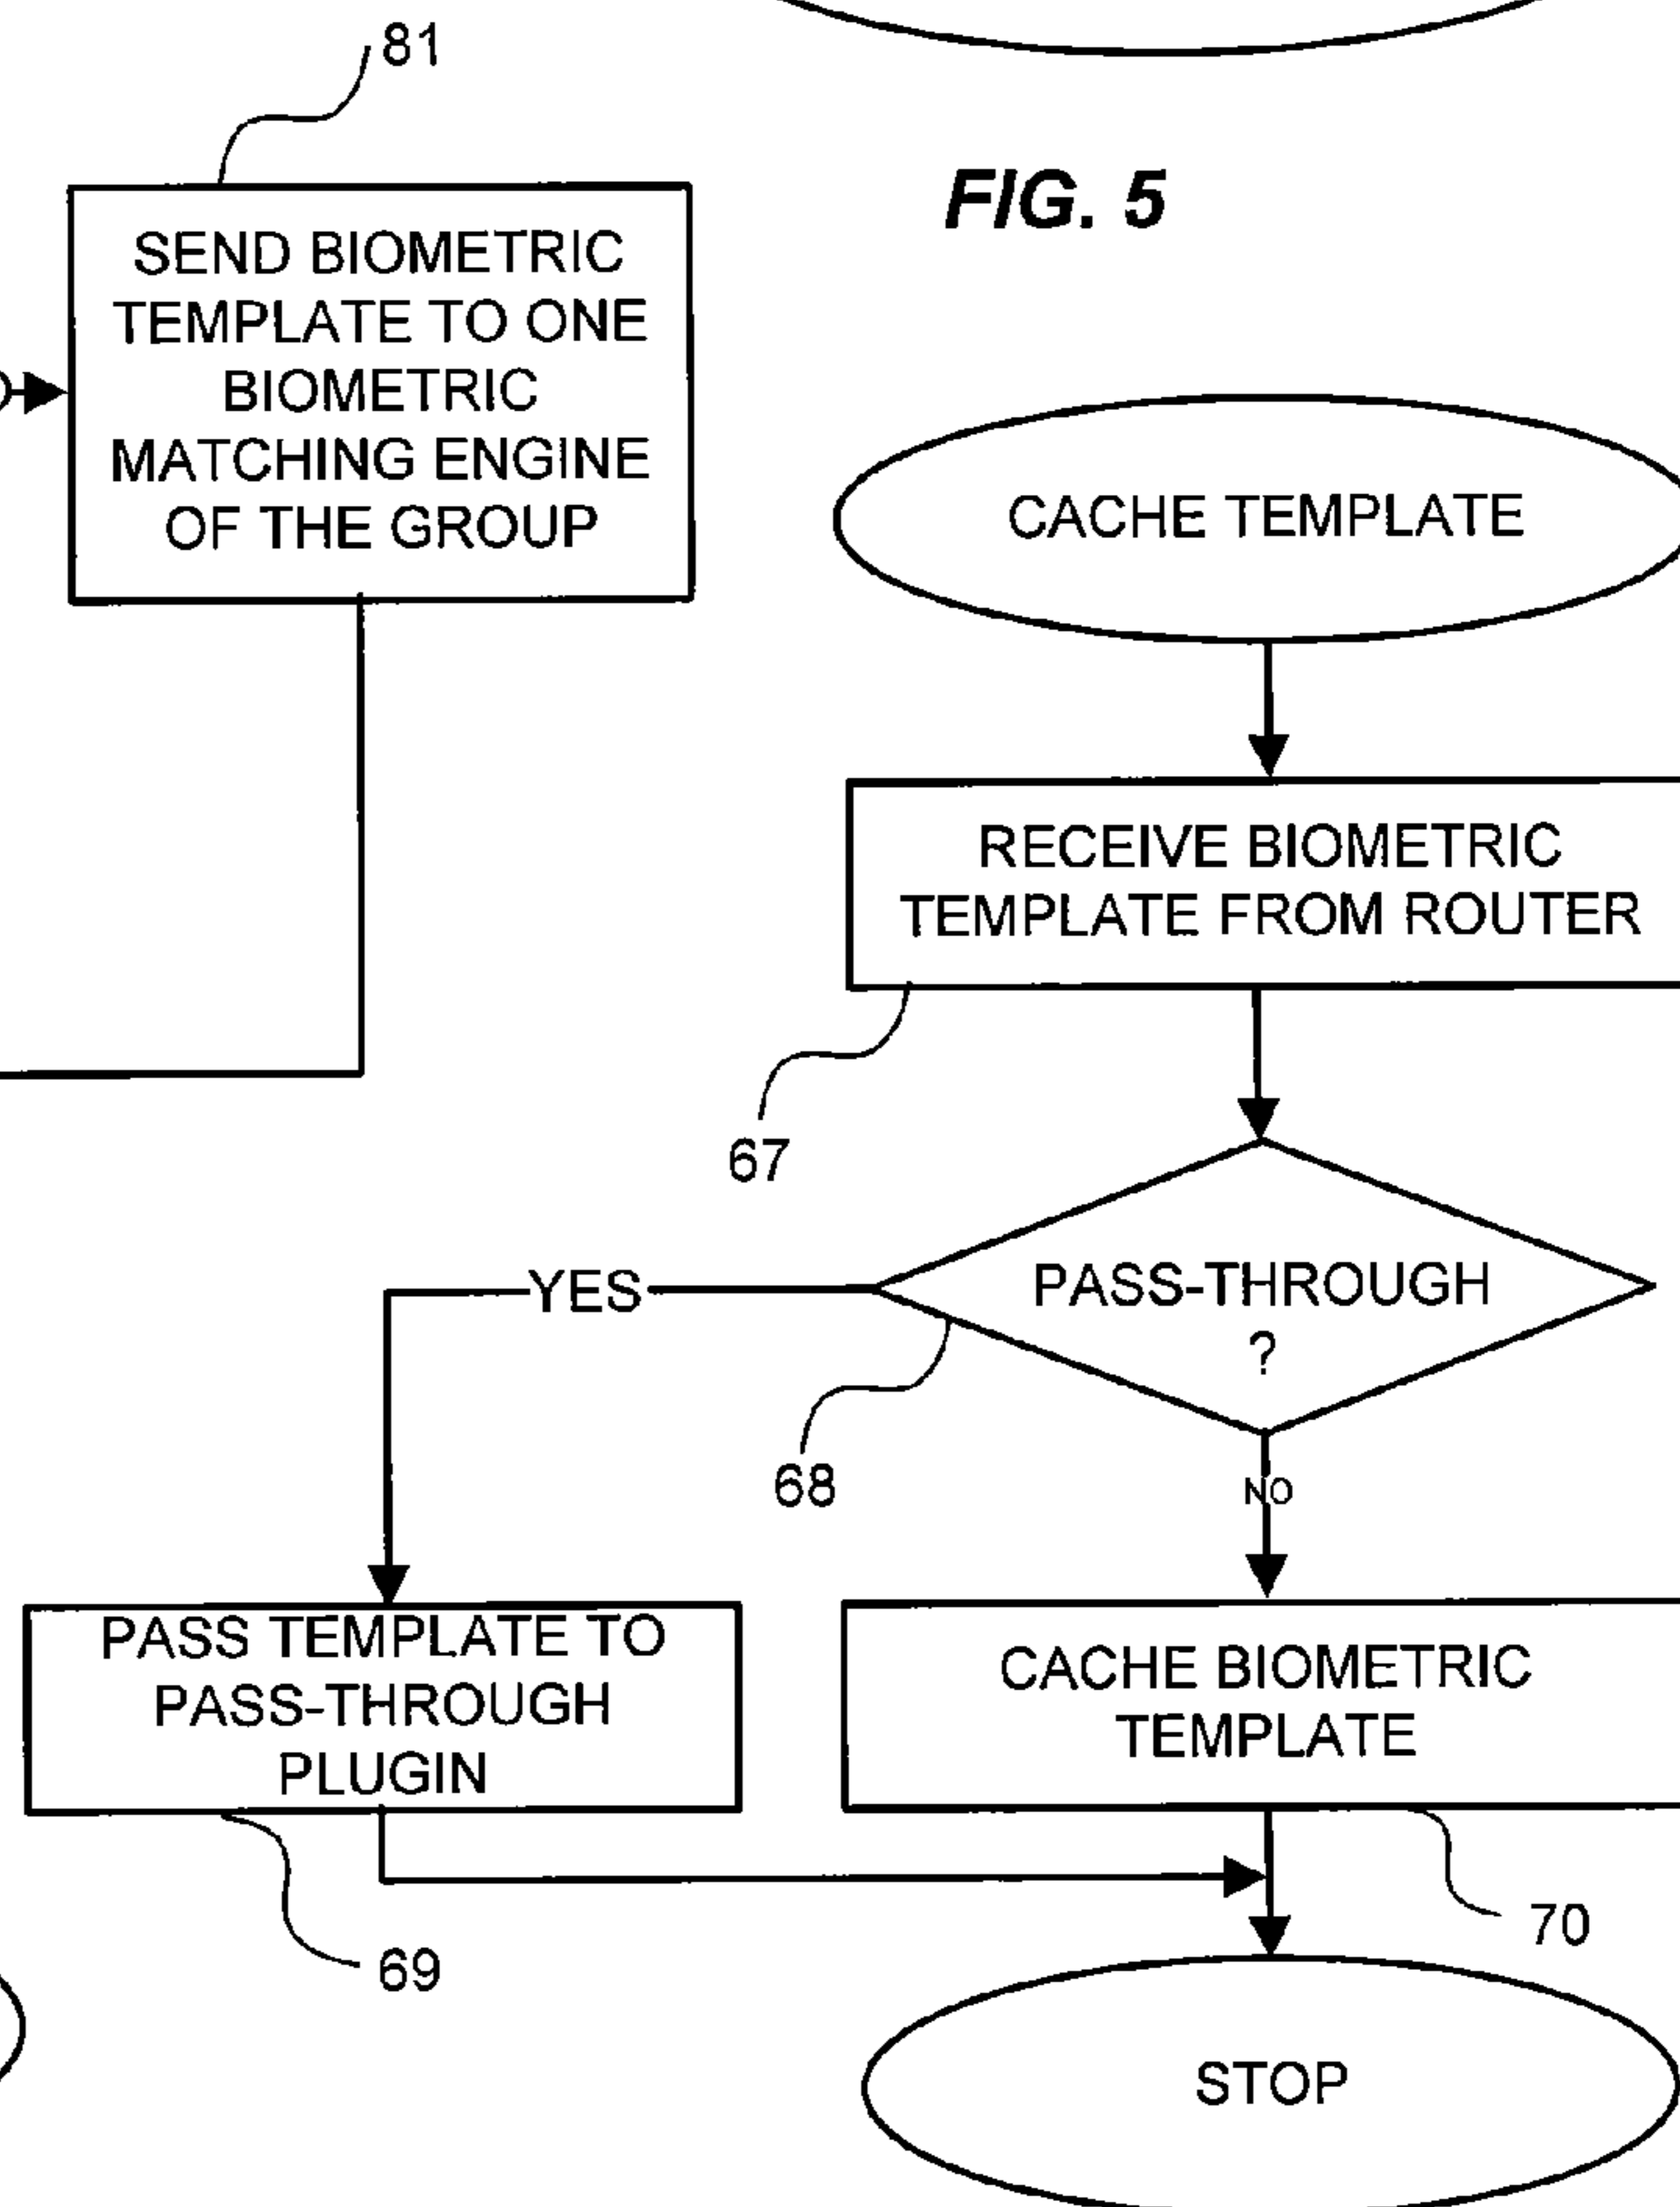 81
FIG. 5
SEND BIOMETRIC
TEMPLATE TO ONE
BIOMETRIC
MATCHING ENGINE
OF THE GROUP
CACHE TEMPLATE
RECEIVE BIOMETRIC
TEMPLATE FROM ROUTER
67
PASS-THROUGH
?
YES
68
NO
PASS TEMPLATE TO
PASS-THROUGH
PLUGIN
CACHE BIOMETRIC
TEMPLATE
70
69
STOP